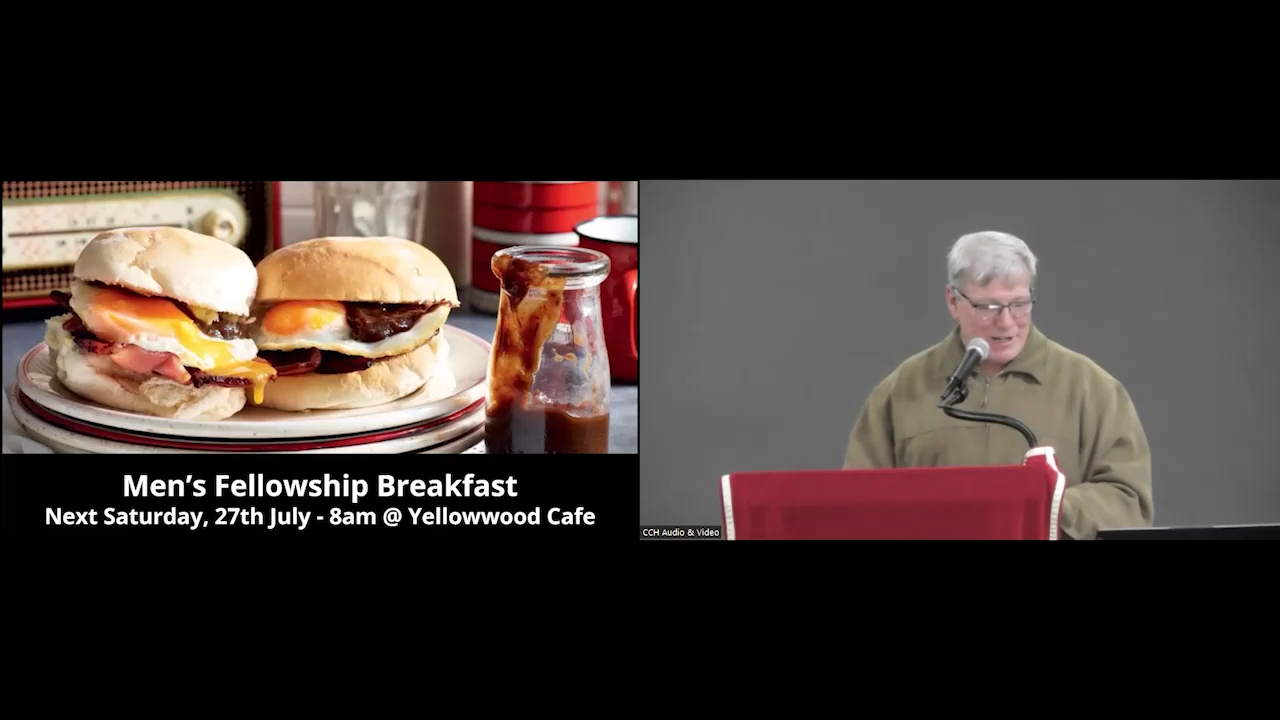 Men's Fellowship Breakfast
Next Saturday, 27th July - 8am @ Yellowwood Cafe
CCH Audio & Video